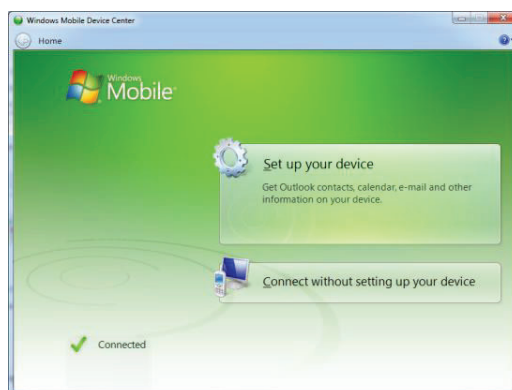 Windows Mobile Device Center
Home
Windows
Mobile
Set up your device
Get Outlook contacts, calendar, e-mail and other
information on your device.
Connect without setting up your device
Connected